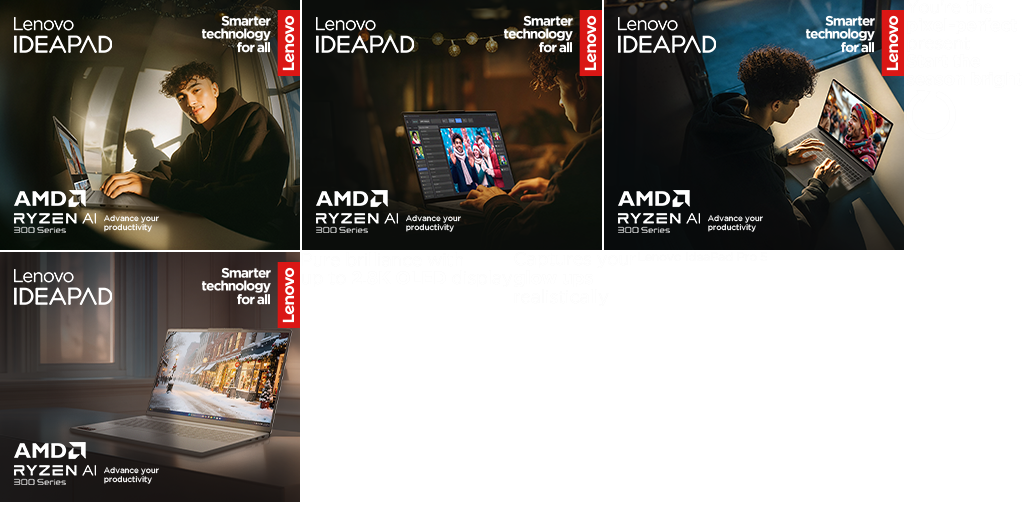 Lenovo
IDEAPAD
Smarter
technology
for all
Lenovo
AMD
RYZEN AI
300 Series
Advance your
productivity
Lenovo
IDEAPAD
Smarter
technology
for all
Lenovo
AMD
RYZEN AI
300 Series
Advance your
productivity
Lenovo
IDEAPAD
Smarter
technology
for all
Lenovo
AMD
RYZEN AI
300 Series
Advance your
productivity
Lenovo
IDEAPAD
Smarter
technology
for all
Lenovo
AMD
RYZEN AI
300 Series
Advance your
productivity